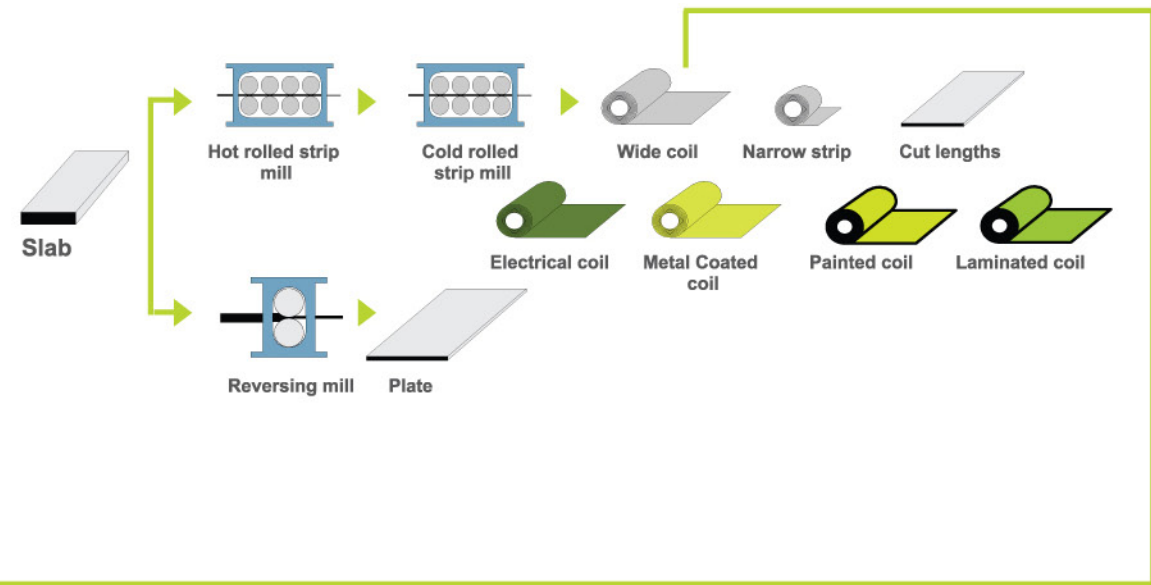 Hot rolled strip
mill
Cold rolled
strip mill
Wide coil
Narrow strip
Cut lengths
Slab
Electrical coil
Metal Coated
coil
Painted coil
Laminated coil
Reversing mill
Plate